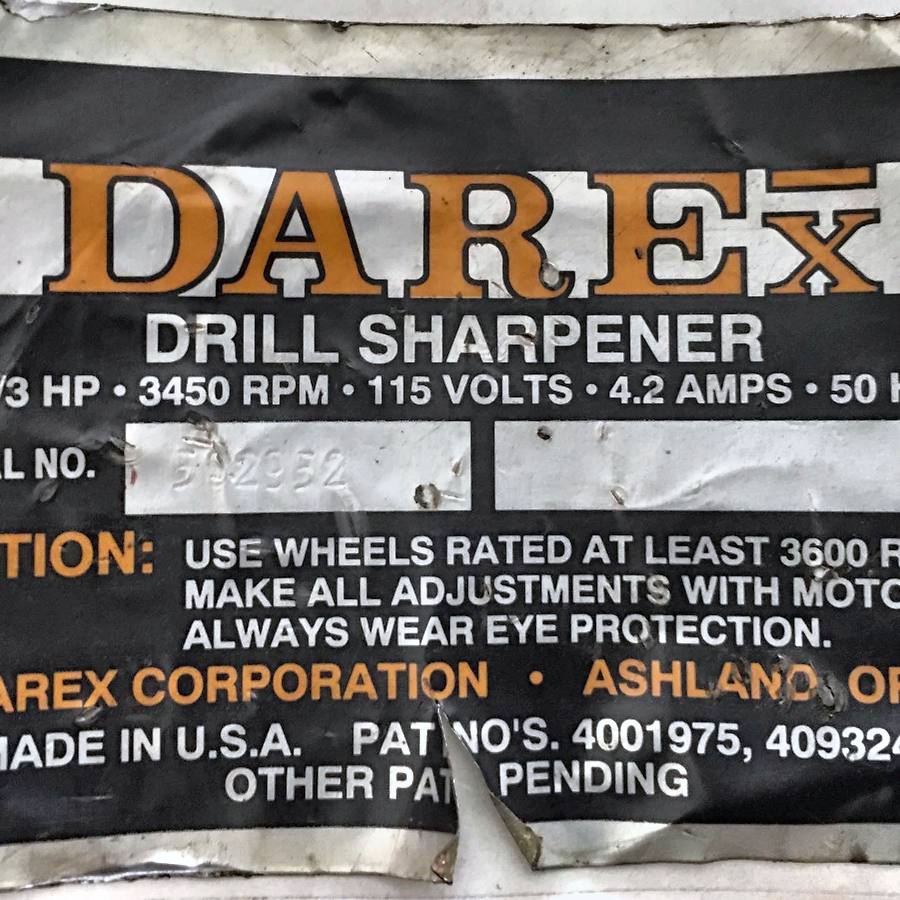 DAREX
DRILL SHARPENER
/3 HP • 3450 RPM • 115 VOLTS • 4.2 AMPS • 50 H
L NO.
TION: USE WHEELS RATED AT LEAST 3600 R
MAKE ALL ADJUSTMENTS WITH MOTO
ALWAYS WEAR EYE PROTECTION.
AREX CORPORATION • ASHLAND, OR
MADE IN U.S.A. PAT NO'S. 4001975, 409324
OTHER PAT PENDING